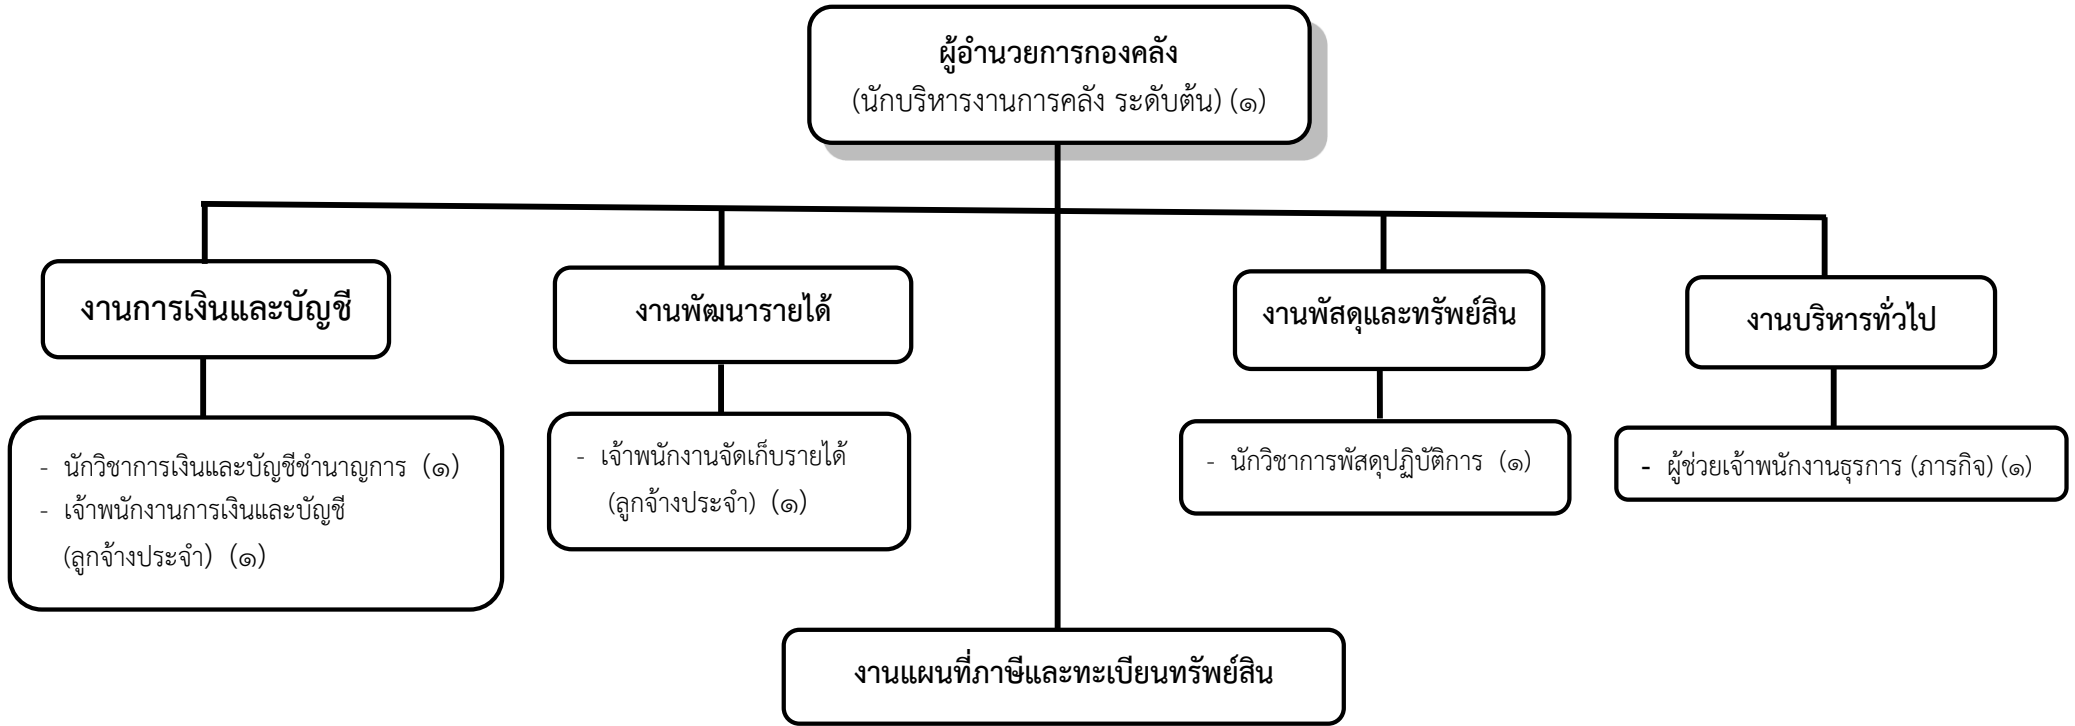 ผู้อำนวยการกองคลัง
(นักบริหารงานการคลัง ระดับต้น) (๑)
งานการเงินและบัญชี
- นักวิชาการเงินและบัญชีชำนาญการ (๑)
- เจ้าพนักงานการเงินและบัญชี
(ลูกจ้างประจำ) (๑)
งานพัฒนารายได้
- เจ้าพนักงานจัดเก็บรายได้
(ลูกจ้างประจำ) (๑)
งานพัสดุและทรัพย์สิน
- นักวิชาการพัสดุปฏิบัติการ (๑)
งานบริหารทั่วไป
- ผู้ช่วยเจ้าพนักงานธุรการ (ภารกิจ) (๑)
งานแผนที่ภาษีและทะเบียนทรัพย์สิน